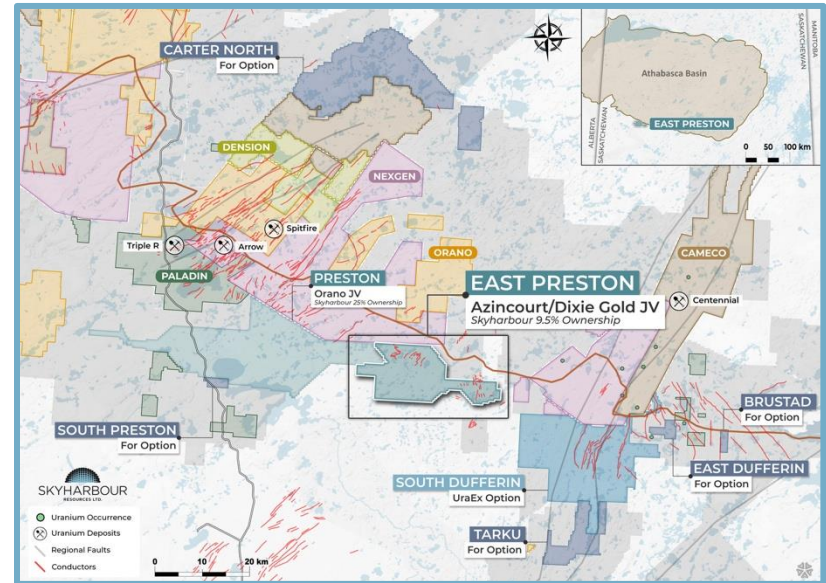 CARTER NORTH
For Option
SASKATCHEWAN
MANITOBA
Athabasca Basin
EAST PRESTON
ALBERTA
SASKATCHEWAN
0 50 100 km
DENSION
NEXGEN
Spitfire
Triple R
Arrow
ORANO
CAMECO
PALADIN
PRESTON
Orano JV
Skyharbour 25% Ownership
EAST PRESTON
Azincourt/Dixie Gold JV
Skyharbour 9.5% Ownership
Centennial
BRUSTAD
For Option
SOUTH PRESTON
For Option
EAST DUFFERIN
For Option
SOUTH DUFFERIN
UraEx Option
TARKU
For Option
SKYHARBOUR
RESOURCES LTD.
Uranium Occurrence
Uranium Deposits
Regional Faults
Conductors
0 10 20 km